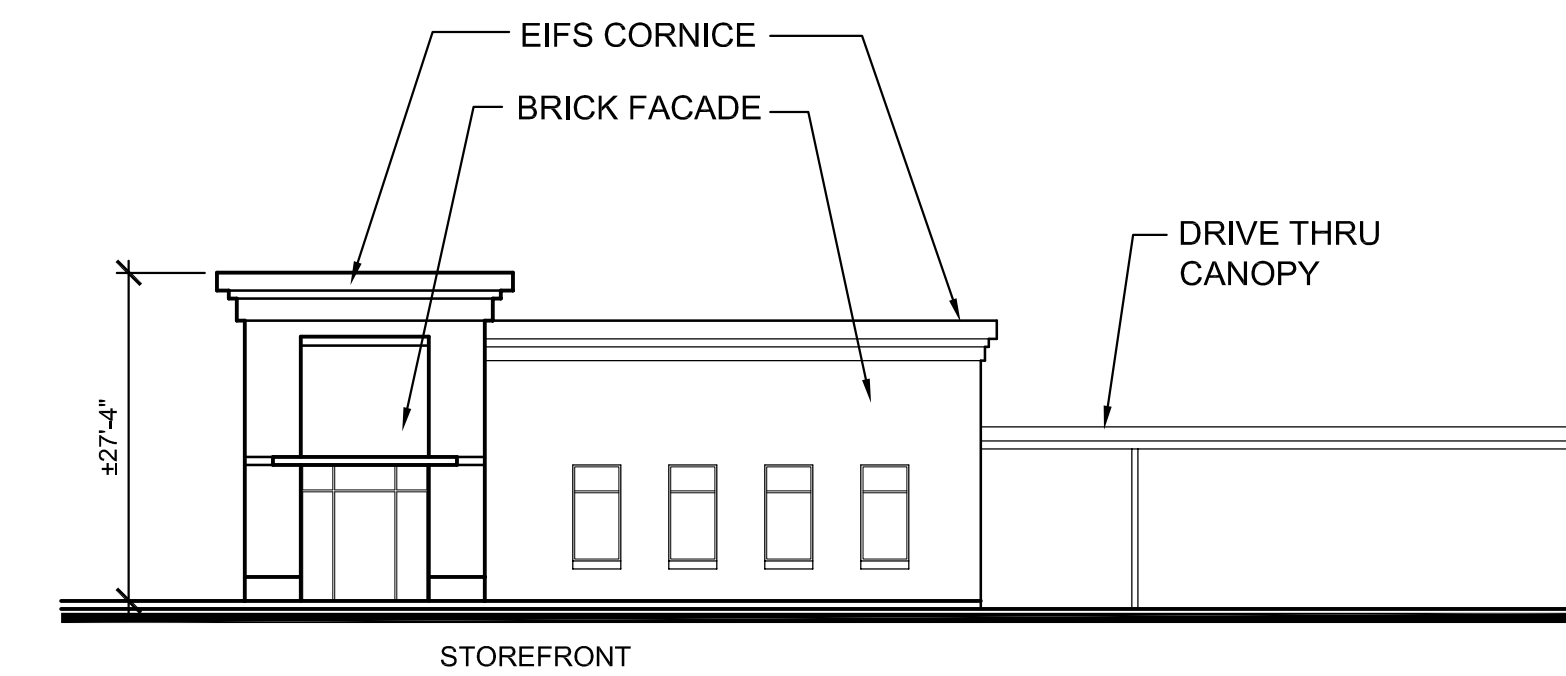 EIFS CORNICE
BRICK FACADE
DRIVE THRU
CANOPY
±27'-4"
STOREFRONT